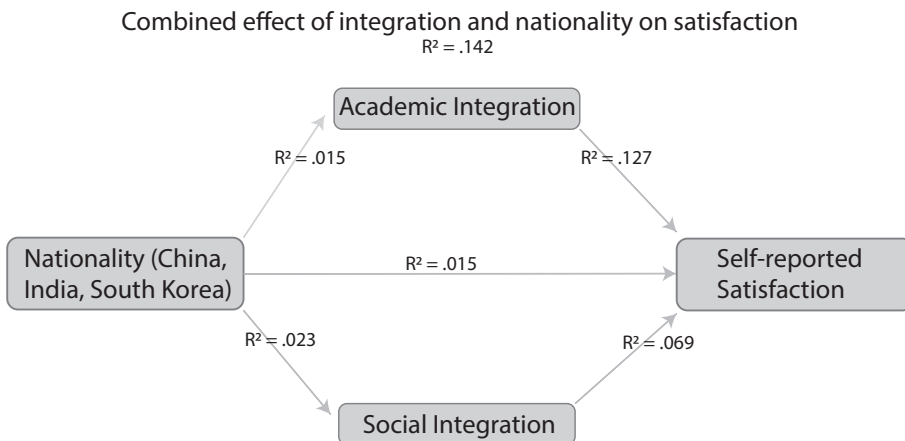 Combined effect of integration and nationality on satisfaction
R² = .142
Academic Integration
R² = .015
R² = .127
Nationality (China,
India, South Korea)
R² = .015
Self-reported
Satisfaction
R² = .023
R² = .069
Social Integration